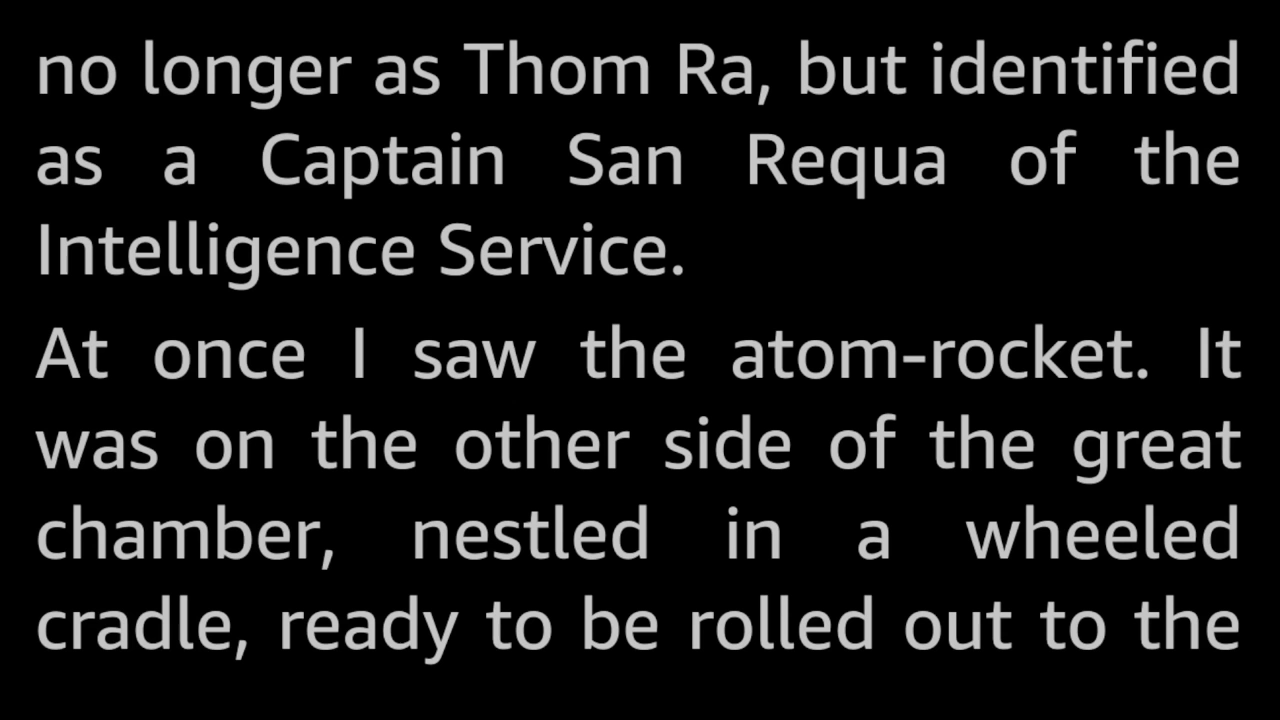 no longer as Thom Ra, but identified
as a Captain San Requa of the
Intelligence Service.
At once I saw the atom-rocket. It
was on the other side of the great
chamber, nestled in a wheeled
cradle, ready to be rolled out to the